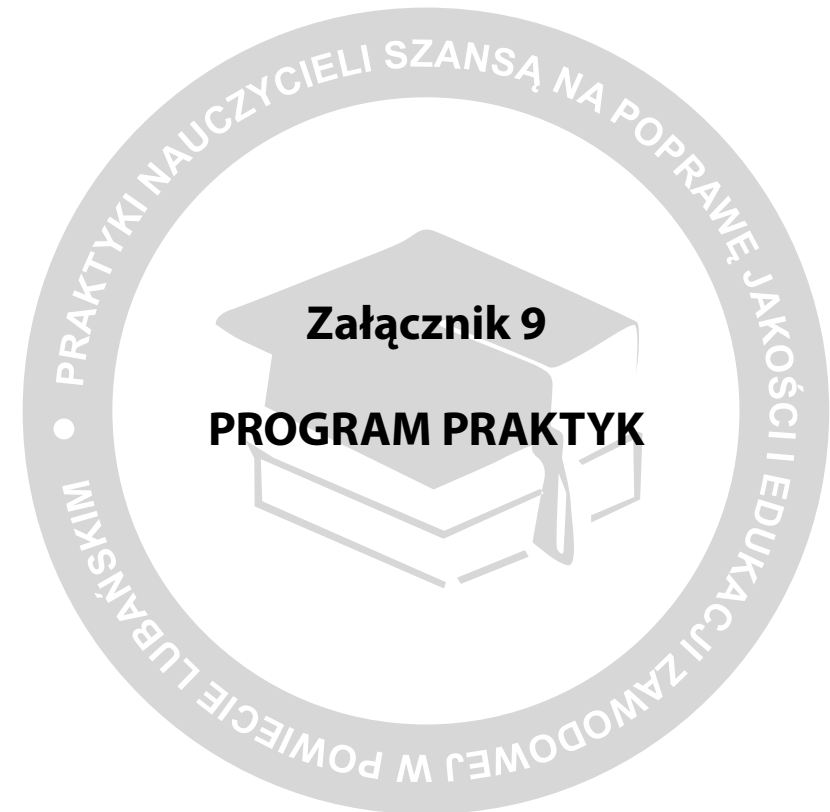 PRAKTYKI NAUCZYCIELI SZANSĄ NA POPRAWĘ JAKOŚCI I EDUKACJI ZAWODOWEJ W POWIECIE LUBAŃSKIM
Załącznik 9
PROGRAM PRAKTYK